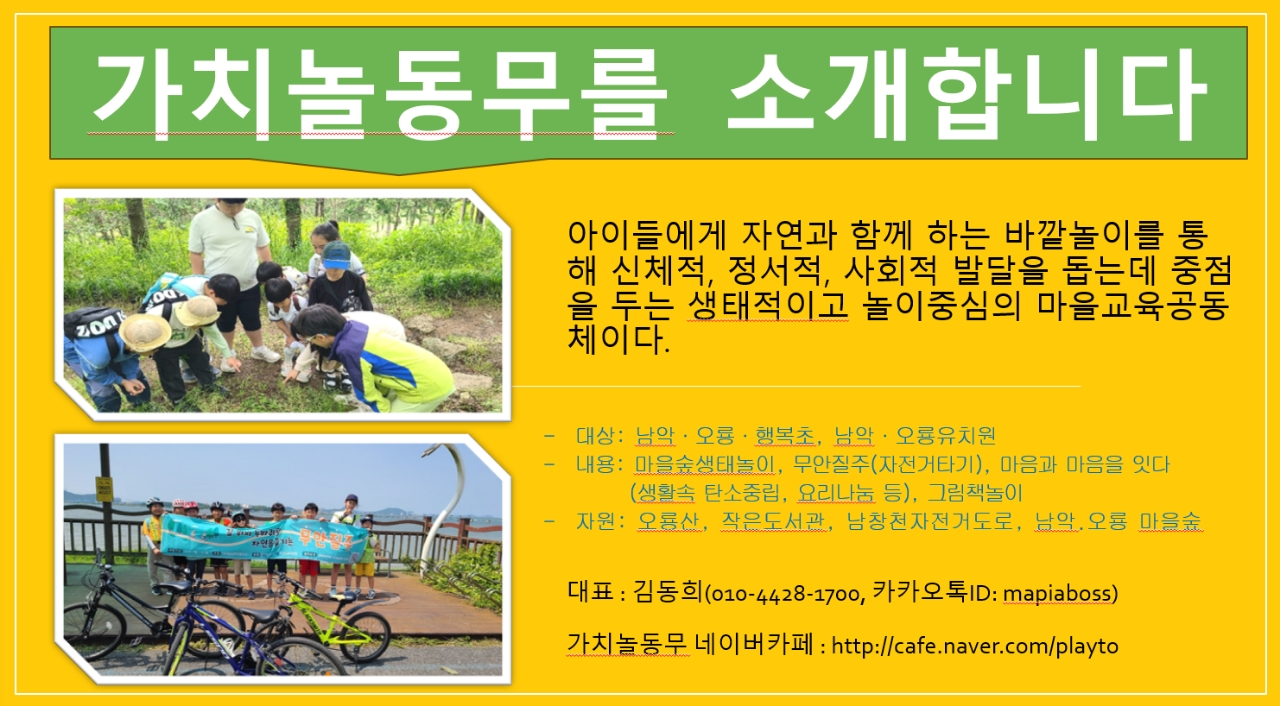 가치놀동무를 소개합니다
아이들에게 자연과 함께 하는 바깥놀이를 통
해 신체적, 정서적, 사회적 발달을 돕는데 중점
을 두는 생태적이고 놀이중심의 마을교육공동
체이다.
- 대상: 남악·오룡·행복초, 남악·오룡유치원
- 내용: 마을숲생태놀이, 무안질주(자전거타기), 마음과 마음을 잇다
(생활속 탄소중립, 요리나눔 등), 그림책놀이
- 자원: 오룡산, 작은도서관, 남창천자전거도로, 남악.오룡 마을숲
무안질주
대표 : 김동희(010-4428-1700, 카카오톡ID: mapiaboss)
가치놀동무 네이버카페 : http://cafe.naver.com/playto